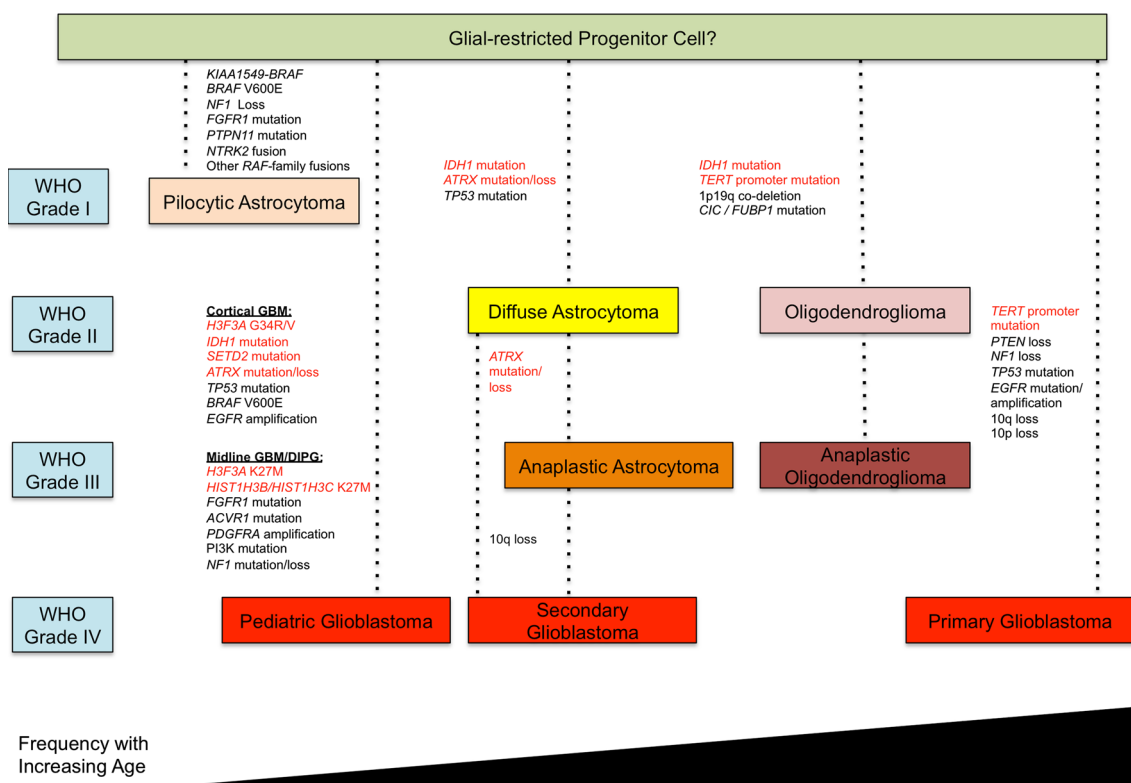 Glial-restricted Progenitor Cell?
KIAA1549-BRAF
BRAF V600E
NF1 Loss
FGFR1 mutation
PTPN11 mutation
NTRK2 fusion
Other RAF-family fusions
WHO
Grade I
Pilocytic Astrocytoma
IDH1 mutation
ATRX mutation/loss
TP53 mutation
IDH1 mutation
TERT promoter mutation
1p19q co-deletion
CIC / FUBP1 mutation
WHO
Grade II
Cortical GBM:
H3F3A G34R/V
IDH1 mutation
SETD2 mutation
ATRX mutation/loss
TP53 mutation
BRAF V600E
EGFR amplification
Diffuse Astrocytoma
ATRX
mutation/
loss
Oligodendroglioma
TERT promoter
mutation
PTEN loss
NF1 loss
TP53 mutation
EGFR mutation/
amplification
10q loss
10p loss
WHO
Grade III
Midline GBM/DIPG:
H3F3A K27M
HIST1H3B/HIST1H3C K27M
FGFR1 mutation
ACVR1 mutation
PDGFRA amplification
PI3K mutation
NF1 mutation/loss
Anaplastic Astrocytoma
10q loss
Anaplastic
Oligodendroglioma
WHO
Grade IV
Pediatric Glioblastoma
Secondary
Glioblastoma
Primary Glioblastoma
Frequency with
Increasing Age